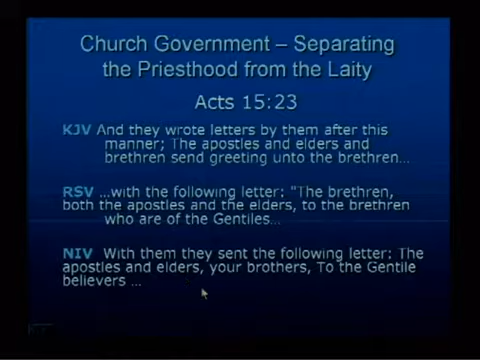 Church Government – Separating
the Priesthood from the Laity
Acts 15:23
KJV And they wrote letters by them after this
manner; The apostles and elders and
brethren send greeting unto the brethren…
RSV …with the following letter: "The brethren,
both the apostles and the elders, to the brethren
who are of the Gentiles…
NIV With them they sent the following letter: The
apostles and elders, your brothers, To the Gentile
believers …